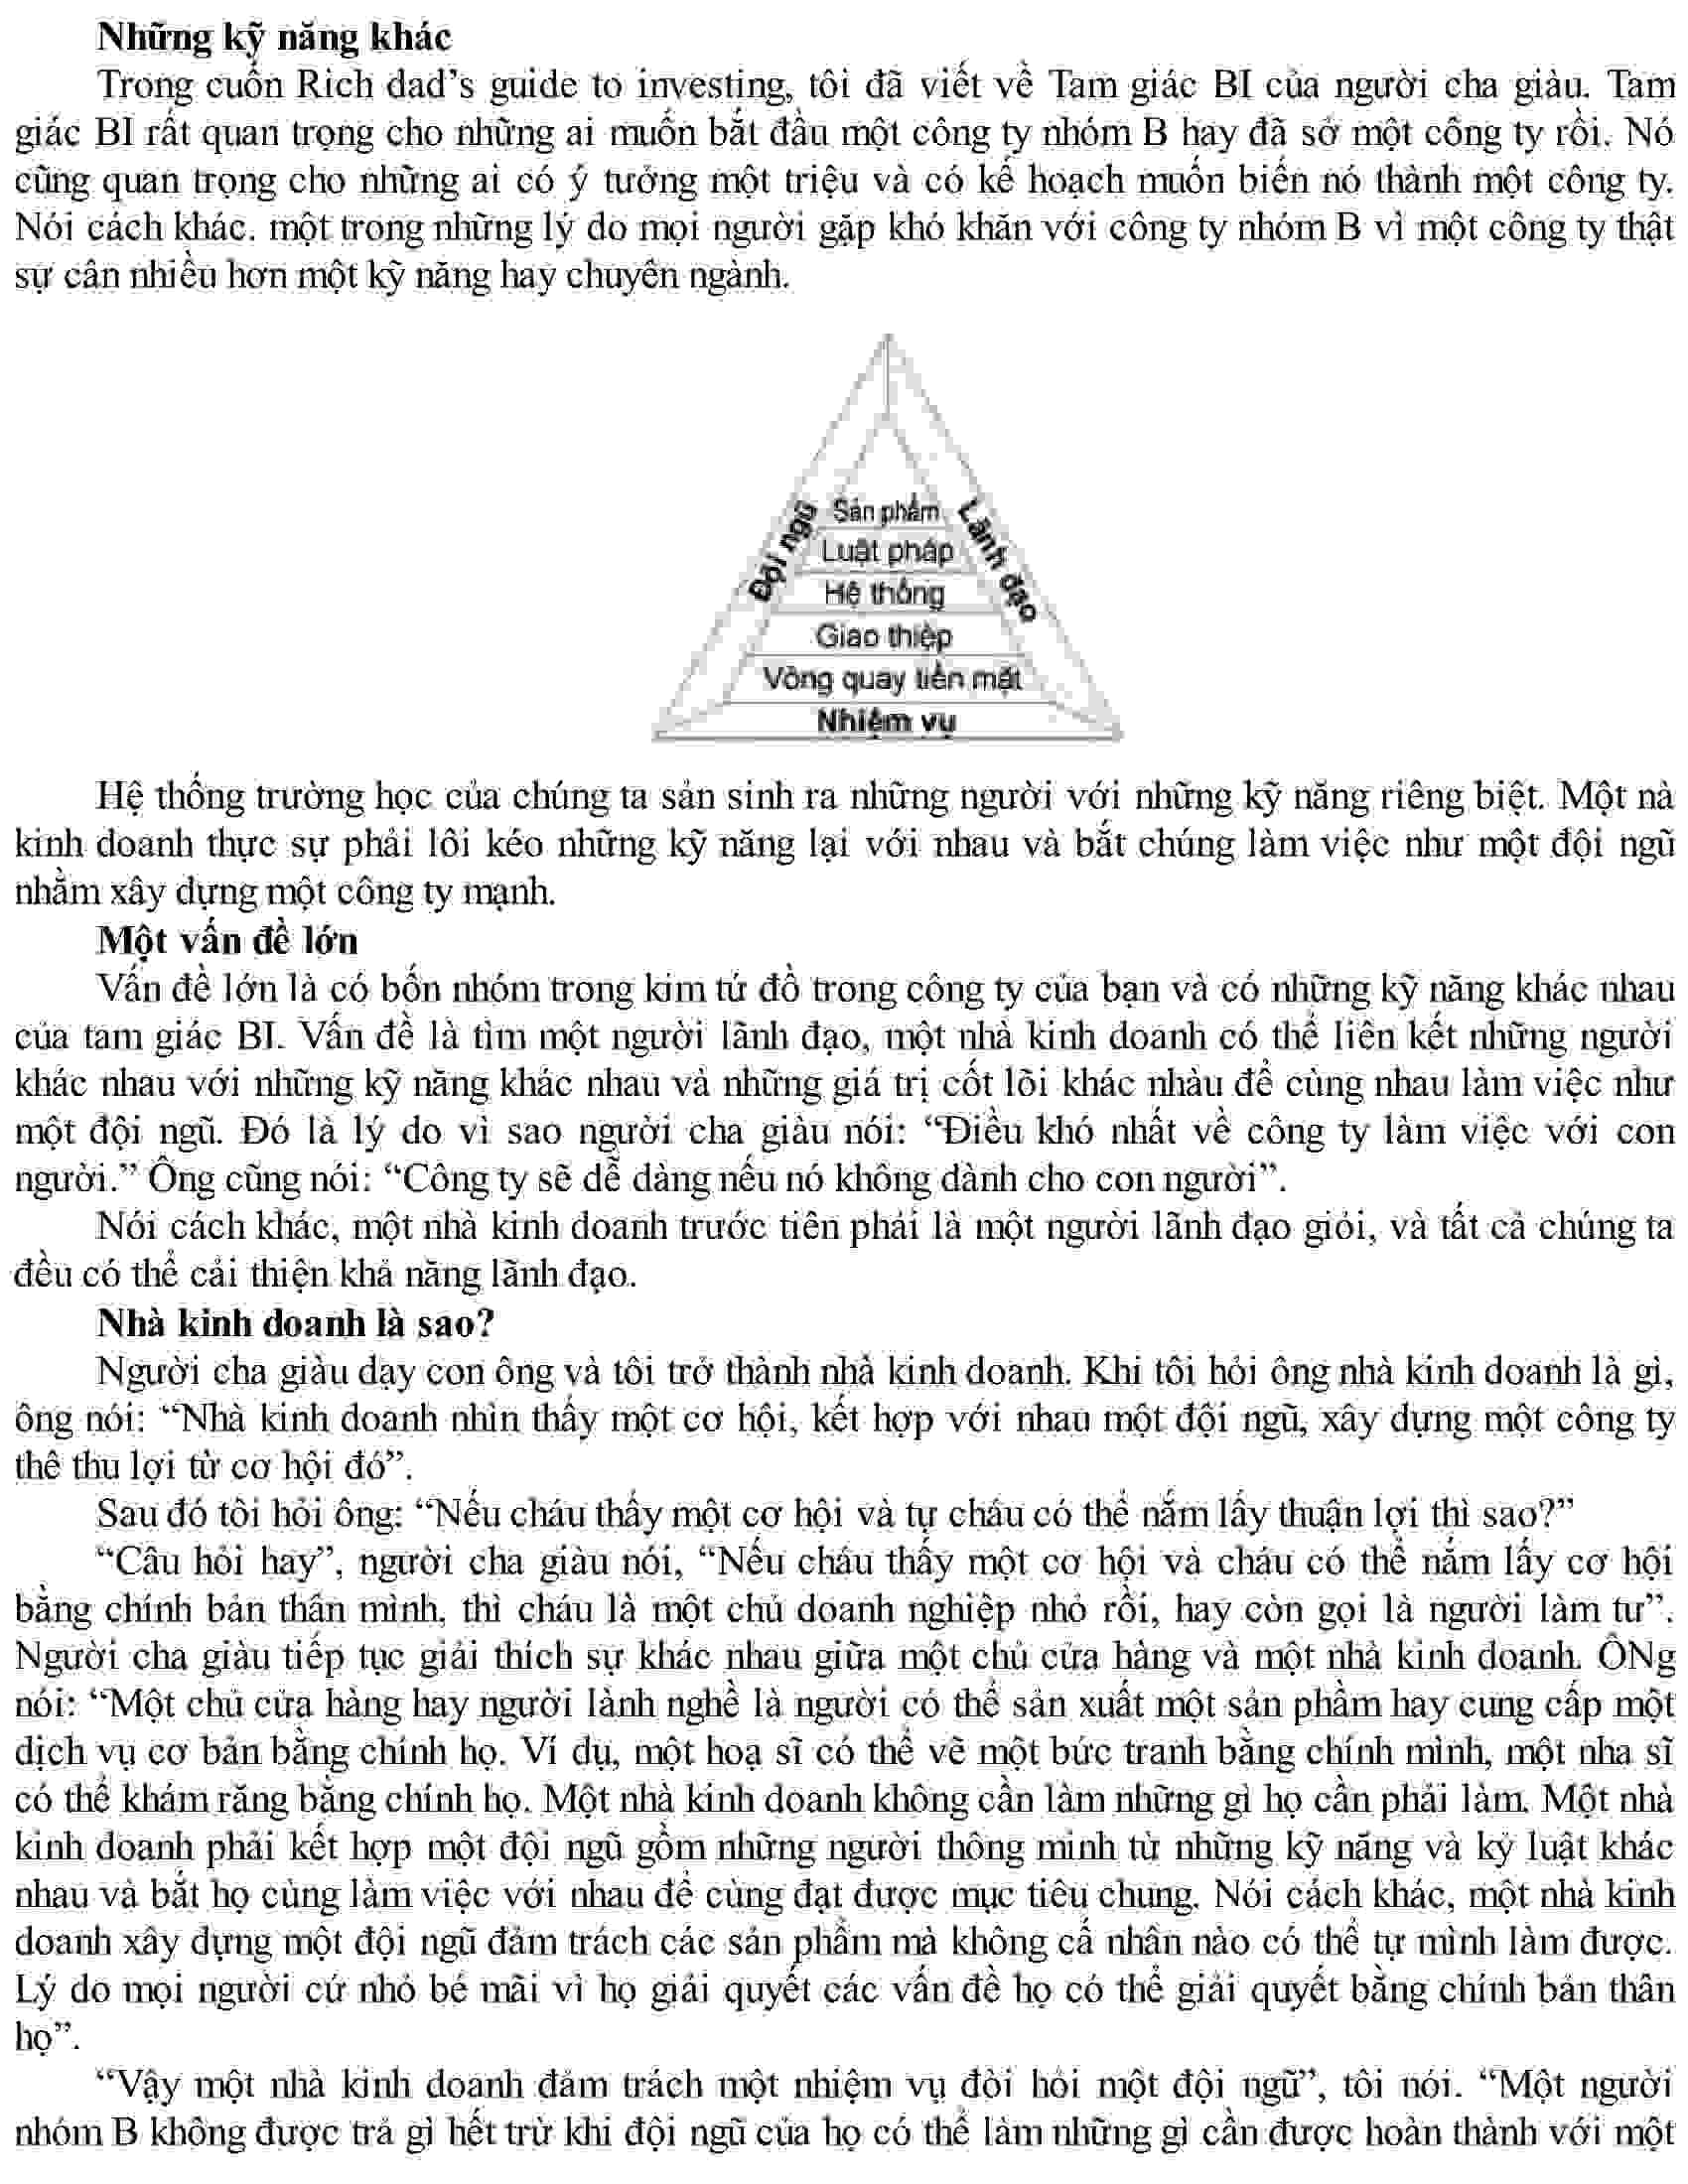 Những kỹ năng khác
Trong cuốn Rich dad's guide to investing, tôi đã viết về Tam giác BI của người cha giàu. Tam
giác BI rất quan trọng cho những ai muốn bắt đầu một công ty nhóm B hay đã sở một công ty rồi. Nó
cũng quan trọng cho những ai có ý tưởng một triệu và có kế hoạch muốn biến nó thành một công ty.
Nói cách khác. một trong những lý do mọi người gặp khó khăn với công ty nhóm B vì một công ty thật
sự cần nhiều hơn một kỹ năng hay chuyên ngành.
Đội ngũ
Lãnh đạo
Sản phẩm
Luật pháp
Hệ thống
Giao thiệp
Vòng quay tiền mặt
Nhiệm vụ
Hệ thống trường học của chúng ta sản sinh ra những người với những kỹ năng riêng biệt. Một nà
kinh doanh thực sự phải lôi kéo những kỹ năng lại với nhau và bắt chúng làm việc như một đội ngũ
nhằm xây dựng một công ty mạnh.
Một vấn đề lớn
Vấn đề lớn là có bốn nhóm trong kim tứ đồ trong công ty của bạn và có những kỹ năng khác nhau
của tam giác BI. Vấn đề là tìm một người lãnh đạo, một nhà kinh doanh có thể liên kết những người
khác nhau với những kỹ năng khác nhau và những giá trị cốt lõi khác nhàu để cùng nhau làm việc như
một đội ngũ. Đó là lý do vì sao người cha giàu nói: “Điều khó nhất về công ty làm việc với con
người.” Ông cũng nói: “Công ty sẽ dễ dàng nếu nó không dành cho con người”.
Nói cách khác, một nhà kinh doanh trước tiên phải là một người lãnh đạo giỏi, và tất cả chúng ta
đều có thể cải thiện khả năng lãnh đạo.
Nhà kinh doanh là sao?
Người cha giàu dạy con ông và tôi trở thành nhà kinh doanh. Khi tôi hỏi ông nhà kinh doanh là gì,
ông nói: “Nhà kinh doanh nhìn thấy một cơ hội, kết hợp với nhau một đội ngũ, xây dựng một công ty
thê thu lợi từ cơ hội đó”.
Sau đó tôi hỏi ông: “Nếu cháu thấy một cơ hội và tự cháu có thể nắm lấy thuận lợi thì sao?”
“Câu hỏi hay”, người cha giàu nói, “Nếu cháu thấy một cơ hội và cháu có thể nắm lấy cơ hội
bằng chính bản thân mình, thì cháu là một chủ doanh nghiệp nhỏ rồi, hay còn gọi là người làm tư”.
Người cha giàu tiếp tục giải thích sự khác nhau giữa một chủ cửa hàng và một nhà kinh doanh. ÔNg
nói: “Một chủ cửa hàng hay người lành nghề là người có thể sản xuất một sản phẩm hay cung cấp một
dịch vụ cơ bản bằng chính họ. Ví dụ, một hoạ sĩ có thể vẽ một bức tranh bằng chính mình, một nha sĩ
có thể khám răng bằng chính họ. Một nhà kinh doanh không cần làm những gì họ cần phải làm. Một nhà
kinh doanh phải kết hợp một đội ngũ gồm những người thông minh từ những kỹ năng và kỷ luật khác
nhau và bắt họ cùng làm việc với nhau để cùng đạt được mục tiêu chung. Nói cách khác, một nhà kinh
doanh xây dựng một đội ngũ đảm trách các sản phẩm mà không cấ nhân nào có thể tự mình làm được.
Lý do mọi người cứ nhỏ bé mãi vì họ giải quyết các vấn đề họ có thể giải quyết bằng chính bản thân
họ”.
“Vậy một nhà kinh doanh đảm trách một nhiệm vụ đòi hỏi một đội ngũ”, tôi nói. “Một người
nhóm B không được trả gì hết trừ khi đội ngũ của họ có thể làm những gì cần được hoàn thành với một